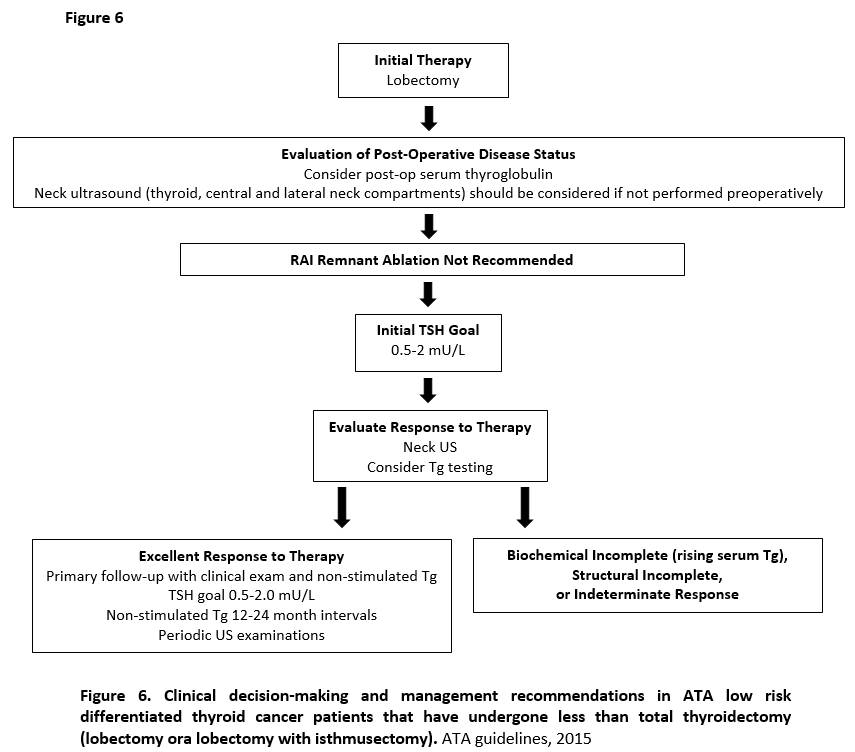 Figure 6
Initial Therapy
Lobectomy
Evaluation of Post-Operative Disease Status
Consider post-op serum thyroglobulin
Neck ultrasound (thyroid, central and lateral neck compartments) should be considered if not performed preoperatively
RAI Remnant Ablation Not Recommended
Initial TSH Goal
0.5-2 mU/L
Evaluate Response to Therapy
Neck US
Consider Tg testing
Excellent Response to Therapy
Primary follow-up with clinical exam and non-stimulated Tg
TSH goal 0.5-2.0 mU/L
Non-stimulated Tg 12-24 month intervals
Periodic US examinations
Biochemical Incomplete (rising serum Tg),
Structural Incomplete,
or Indeterminate Response
Figure 6. Clinical decision-making and management recommendations in ATA low risk
differentiated thyroid cancer patients that have undergone less than total thyroidectomy
(lobectomy ora lobectomy with isthmusectomy). ATA guidelines, 2015